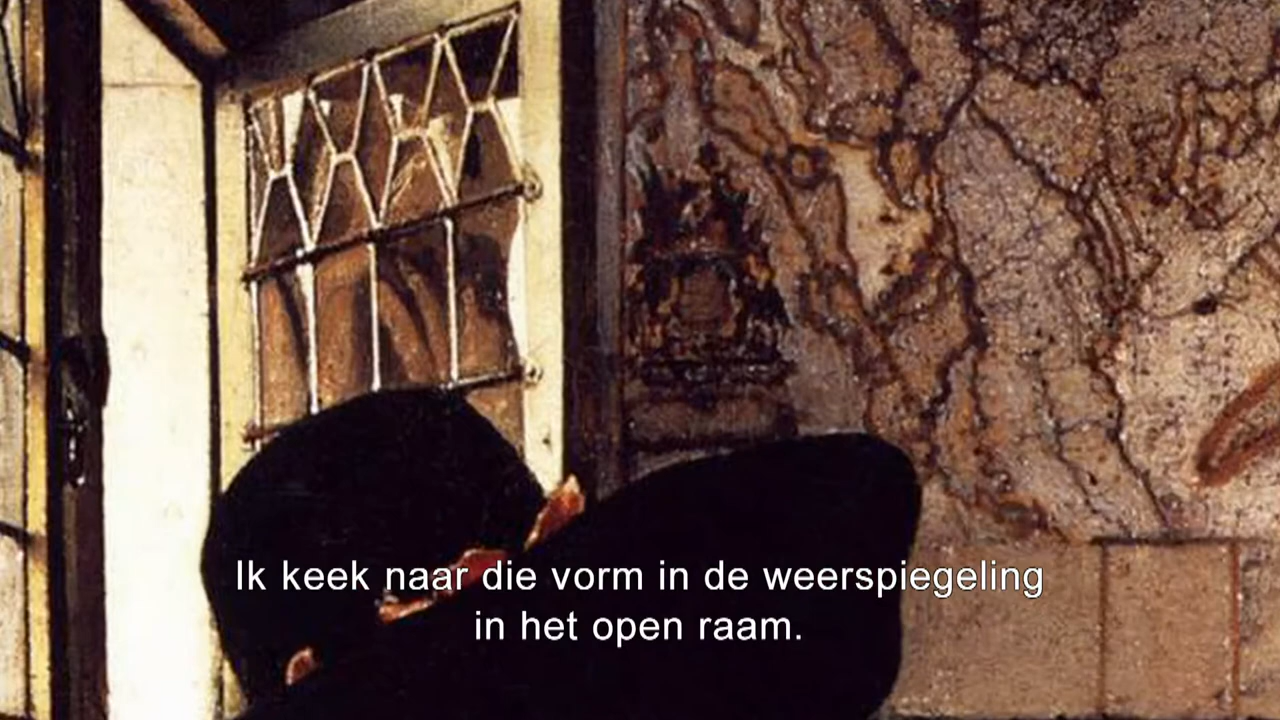 Ik keek naar die vorm in de weerspiegeling
in het open raam.